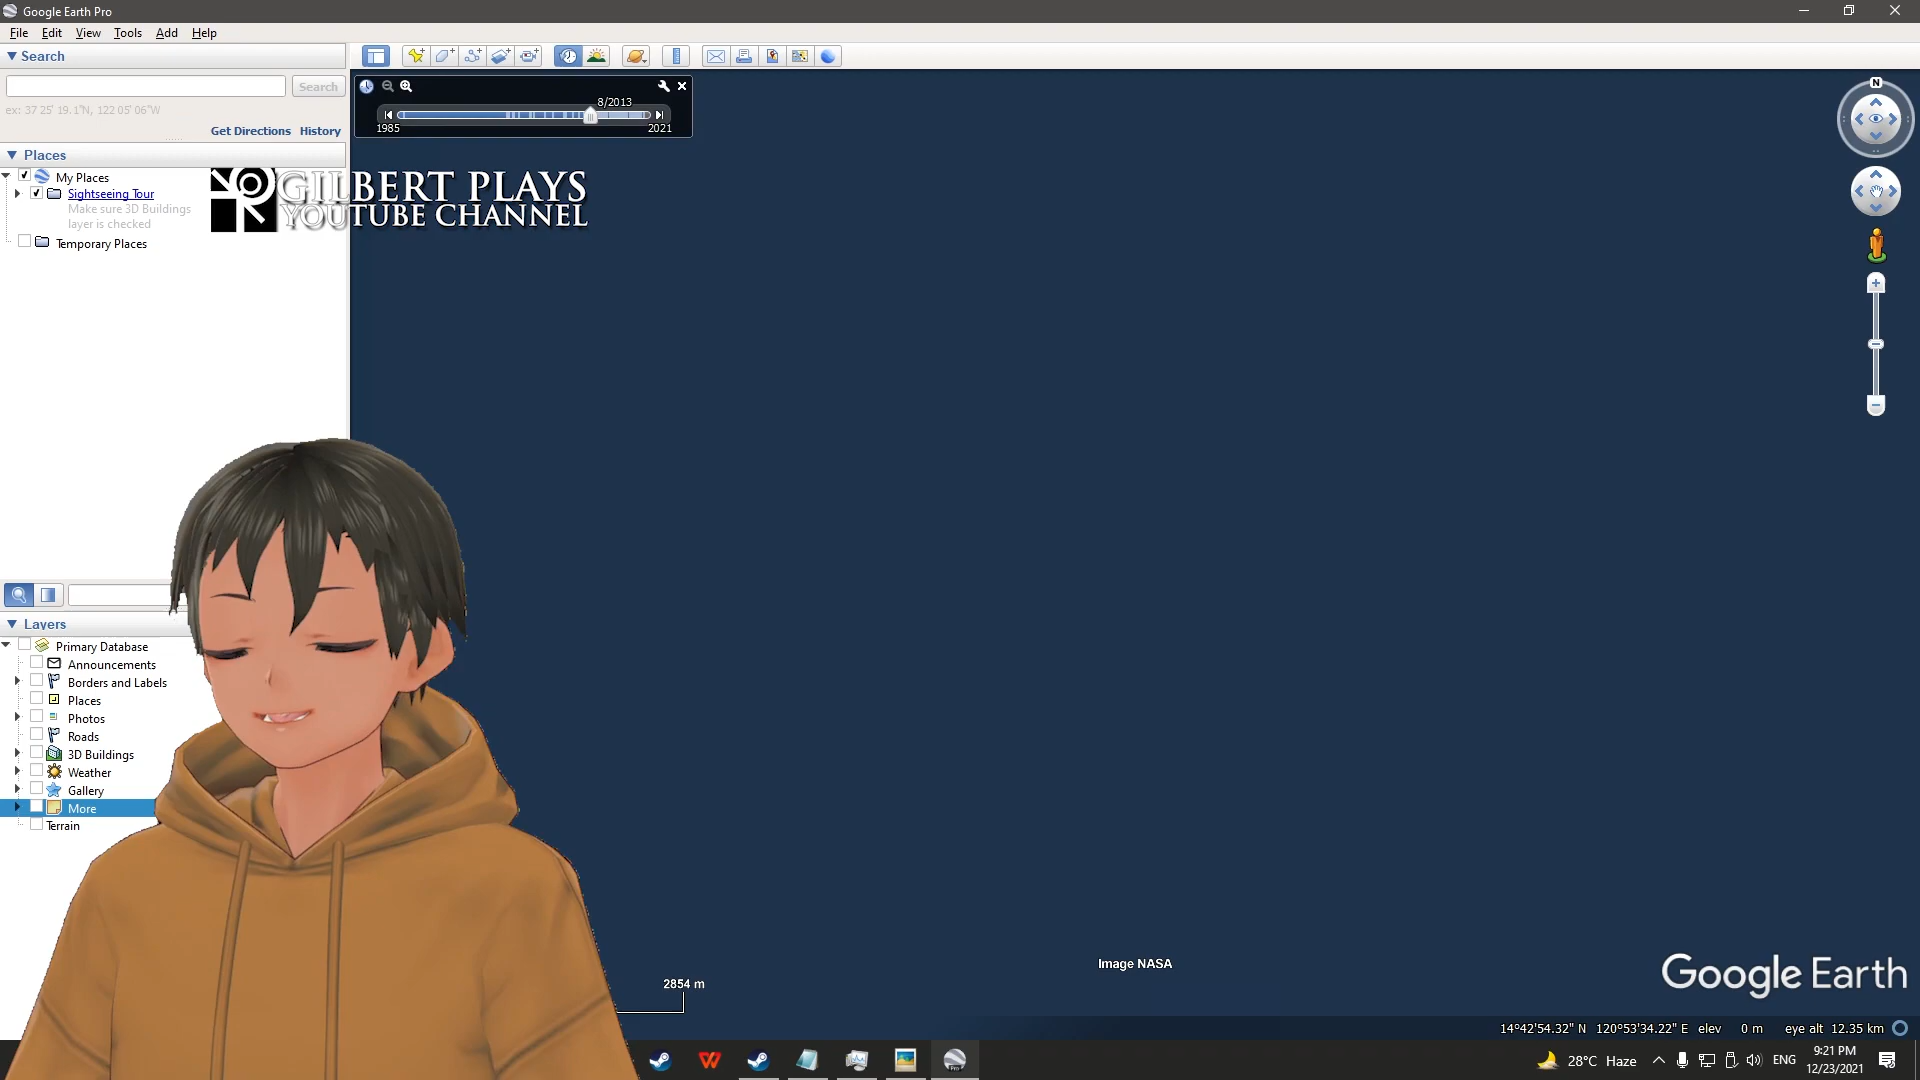 Google Earth Pro
File Edit View Tools Add Help
Search
Search
ex: 37 25' 19.1"N, 122 05' 06"W
Get Directions History
8/2013
1985 2021
N
Places
My Places
Sightseeing Tour
Make sure 3D Buildings
layer is checked
Temporary Places
GILBERT PLAYS
YOUTUBE CHANNEL
Layers
Primary Database
Announcements
Borders and Labels
Places
Photos
Roads
3D Buildings
Weather
Gallery
More
Terrain
Image NASA
2854 m
Google Earth
14°42'54.32" N 120°53'34.22" E elev 0 m eye alt 12.35 km
28°C Haze ENG 9:21 PM
12/23/2021